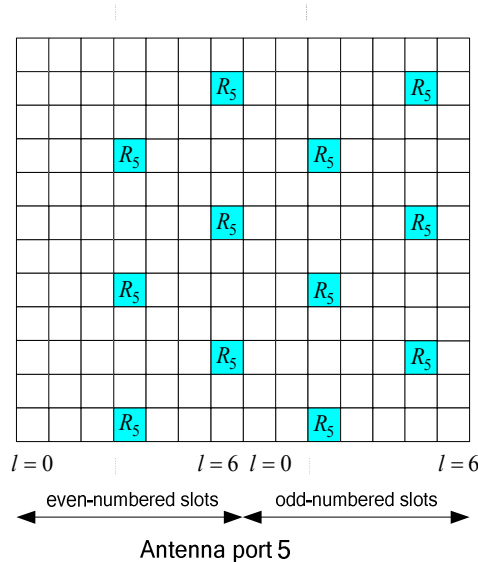 R5 R5
R5 R5
R5 R5
R5 R5
R5 R5
R5 R5
l = 0 l = 6 l = 0 l = 6
even-numbered slots odd-numbered slots
Antenna port 5